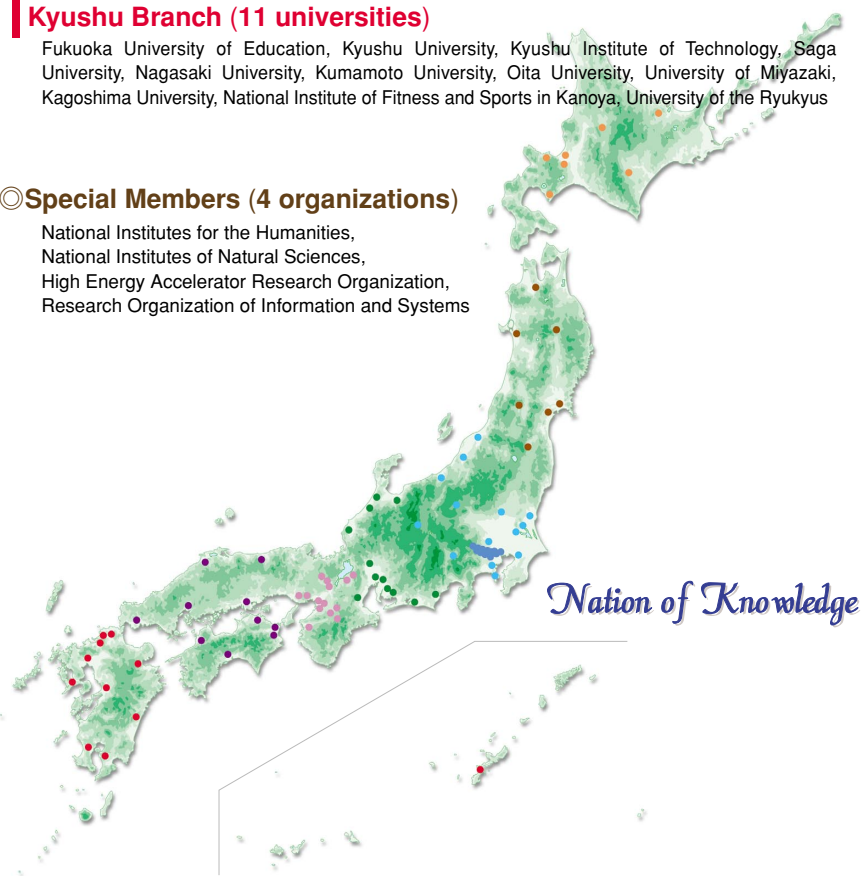 Kyushu Branch (11 universities)
Fukuoka University of Education, Kyushu University, Kyushu Institute of Technology, Saga
University, Nagasaki University, Kumamoto University, Oita University, University of Miyazaki,
Kagoshima University, National Institute of Fitness and Sports in Kanoya, University of the Ryukyus
◎Special Members (4 organizations)
National Institutes for the Humanities,
National Institutes of Natural Sciences,
High Energy Accelerator Research Organization,
Research Organization of Information and Systems
Nation of Knowledge